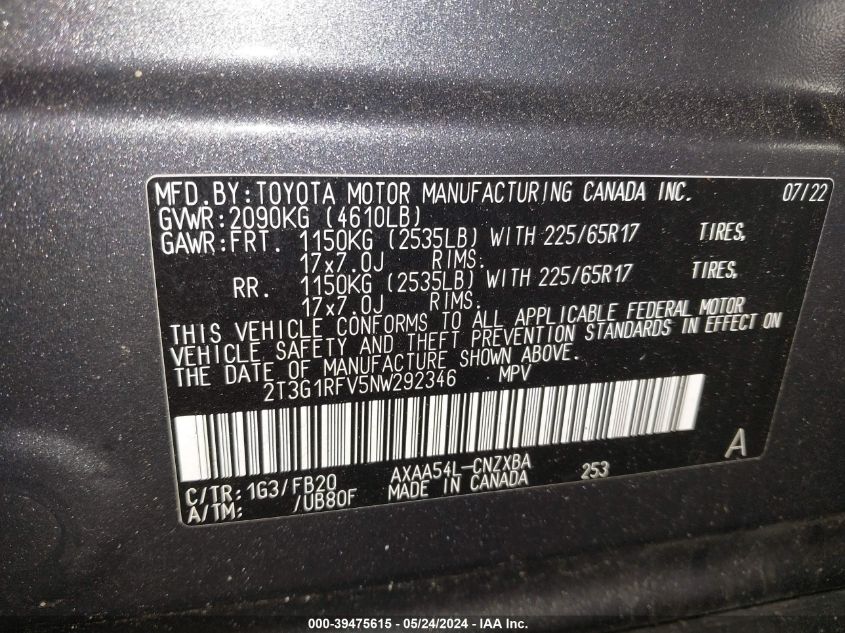 MFD.BY:TOYOTA MOTOR MANUFACTURING CANADA INC. 07/22
GVWR:2090KG (4610LB)
GAWR:FRT. 1150KG (2535LB) WITH 225/65R17 TIRES,
17x7.0J RIMS.
RR. 1150KG (2535LB) WITH 225/65R17 TIRES,
17x7.0J RIMS.
THIS VEHICLE CONFORMS TO ALL APPLICABLE FEDERAL MOTOR
VEHICLE SAFETY AND THEFT PREVENTION STANDARDS IN EFFECT ON
THE DATE OF MANUFACTURE SHOWN ABOVE.
2T3G1RFV5NW292346 MPV
A
C/TR:1G3/FB20 AXAA54L-CNZXBA 253
A/TM: /UB80F MADE IN CANADA
000-39475615 - 05/24/2024 - IAA Inc.